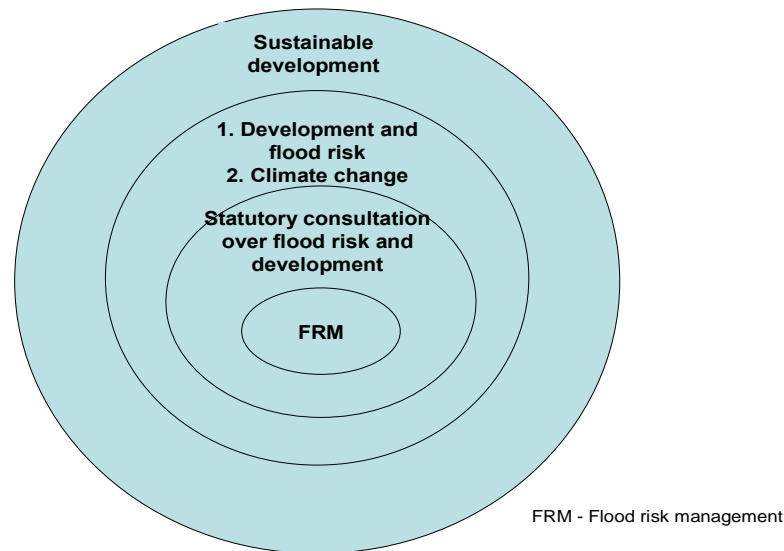 Sustainable
development
1. Development and
flood risk
2. Climate change
Statutory consultation
over flood risk and
development
FRM
FRM - Flood risk management